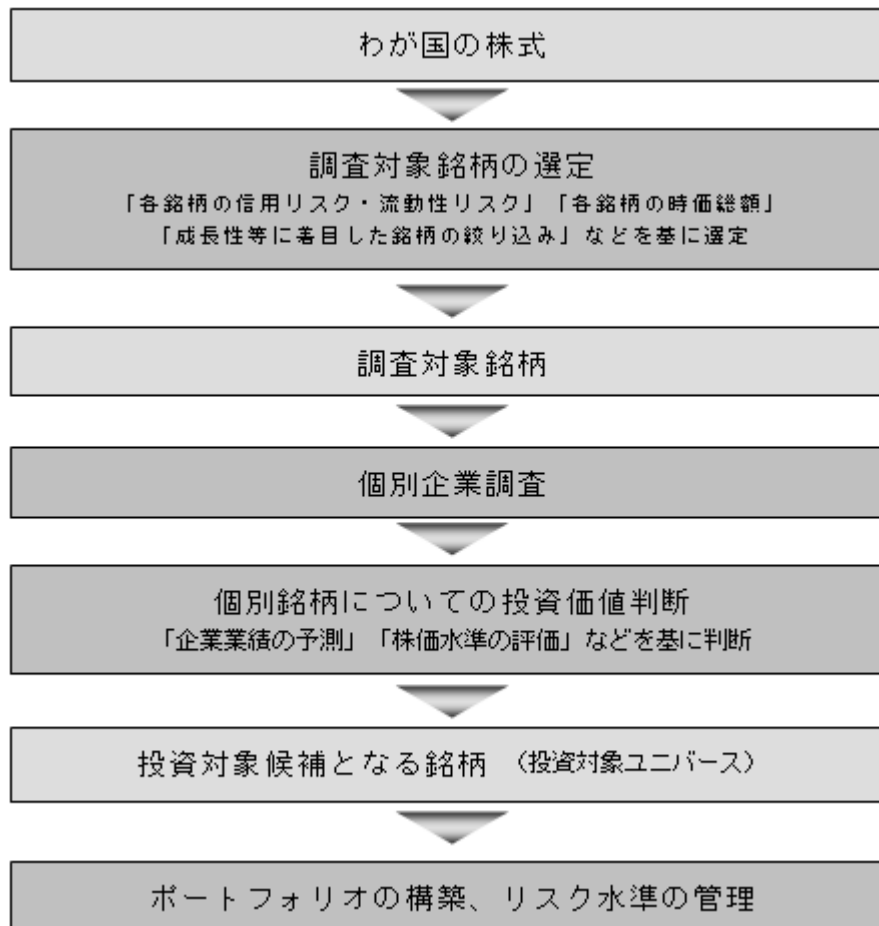 わが国の株式
調査対象銘柄の選定
「各銘柄の信用リスク・流動性リスク」「各銘柄の時価総額」
「成長性等に着目した銘柄の絞り込み」などを基に選定
調査対象銘柄
個別企業調査
個別銘柄についての投資価値判断
「企業業績の予測」「株価水準の評価」などを基に判断
投資対象候補となる銘柄 (投資対象ユニバース)
ポートフォリオの構築、リスク水準の管理